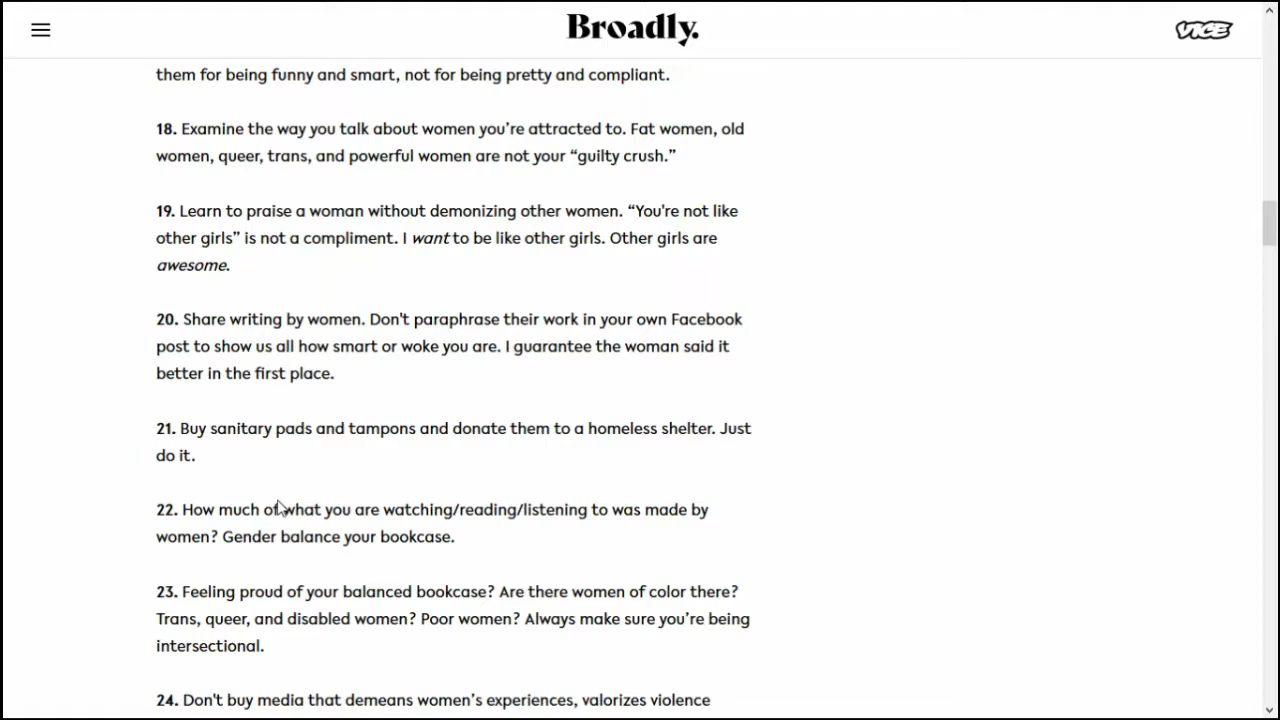 Broadly.
VICE
them for being funny and smart, not for being pretty and compliant.
18. Examine the way you talk about women you’re attracted to. Fat women, old
women, queer, trans, and powerful women are not your “guilty crush.”
19. Learn to praise a woman without demonizing other women. “You're not like
other girls” is not a compliment. I want to be like other girls. Other girls are
awesome.
20. Share writing by women. Don't paraphrase their work in your own Facebook
post to show us all how smart or woke you are. I guarantee the woman said it
better in the first place.
21. Buy sanitary pads and tampons and donate them to a homeless shelter. Just
do it.
22. How much of what you are watching/reading/listening to was made by
women? Gender balance your bookcase.
23. Feeling proud of your balanced bookcase? Are there women of color there?
Trans, queer, and disabled women? Poor women? Always make sure you’re being
intersectional.
24. Don't buy media that demeans women’s experiences, valorizes violence